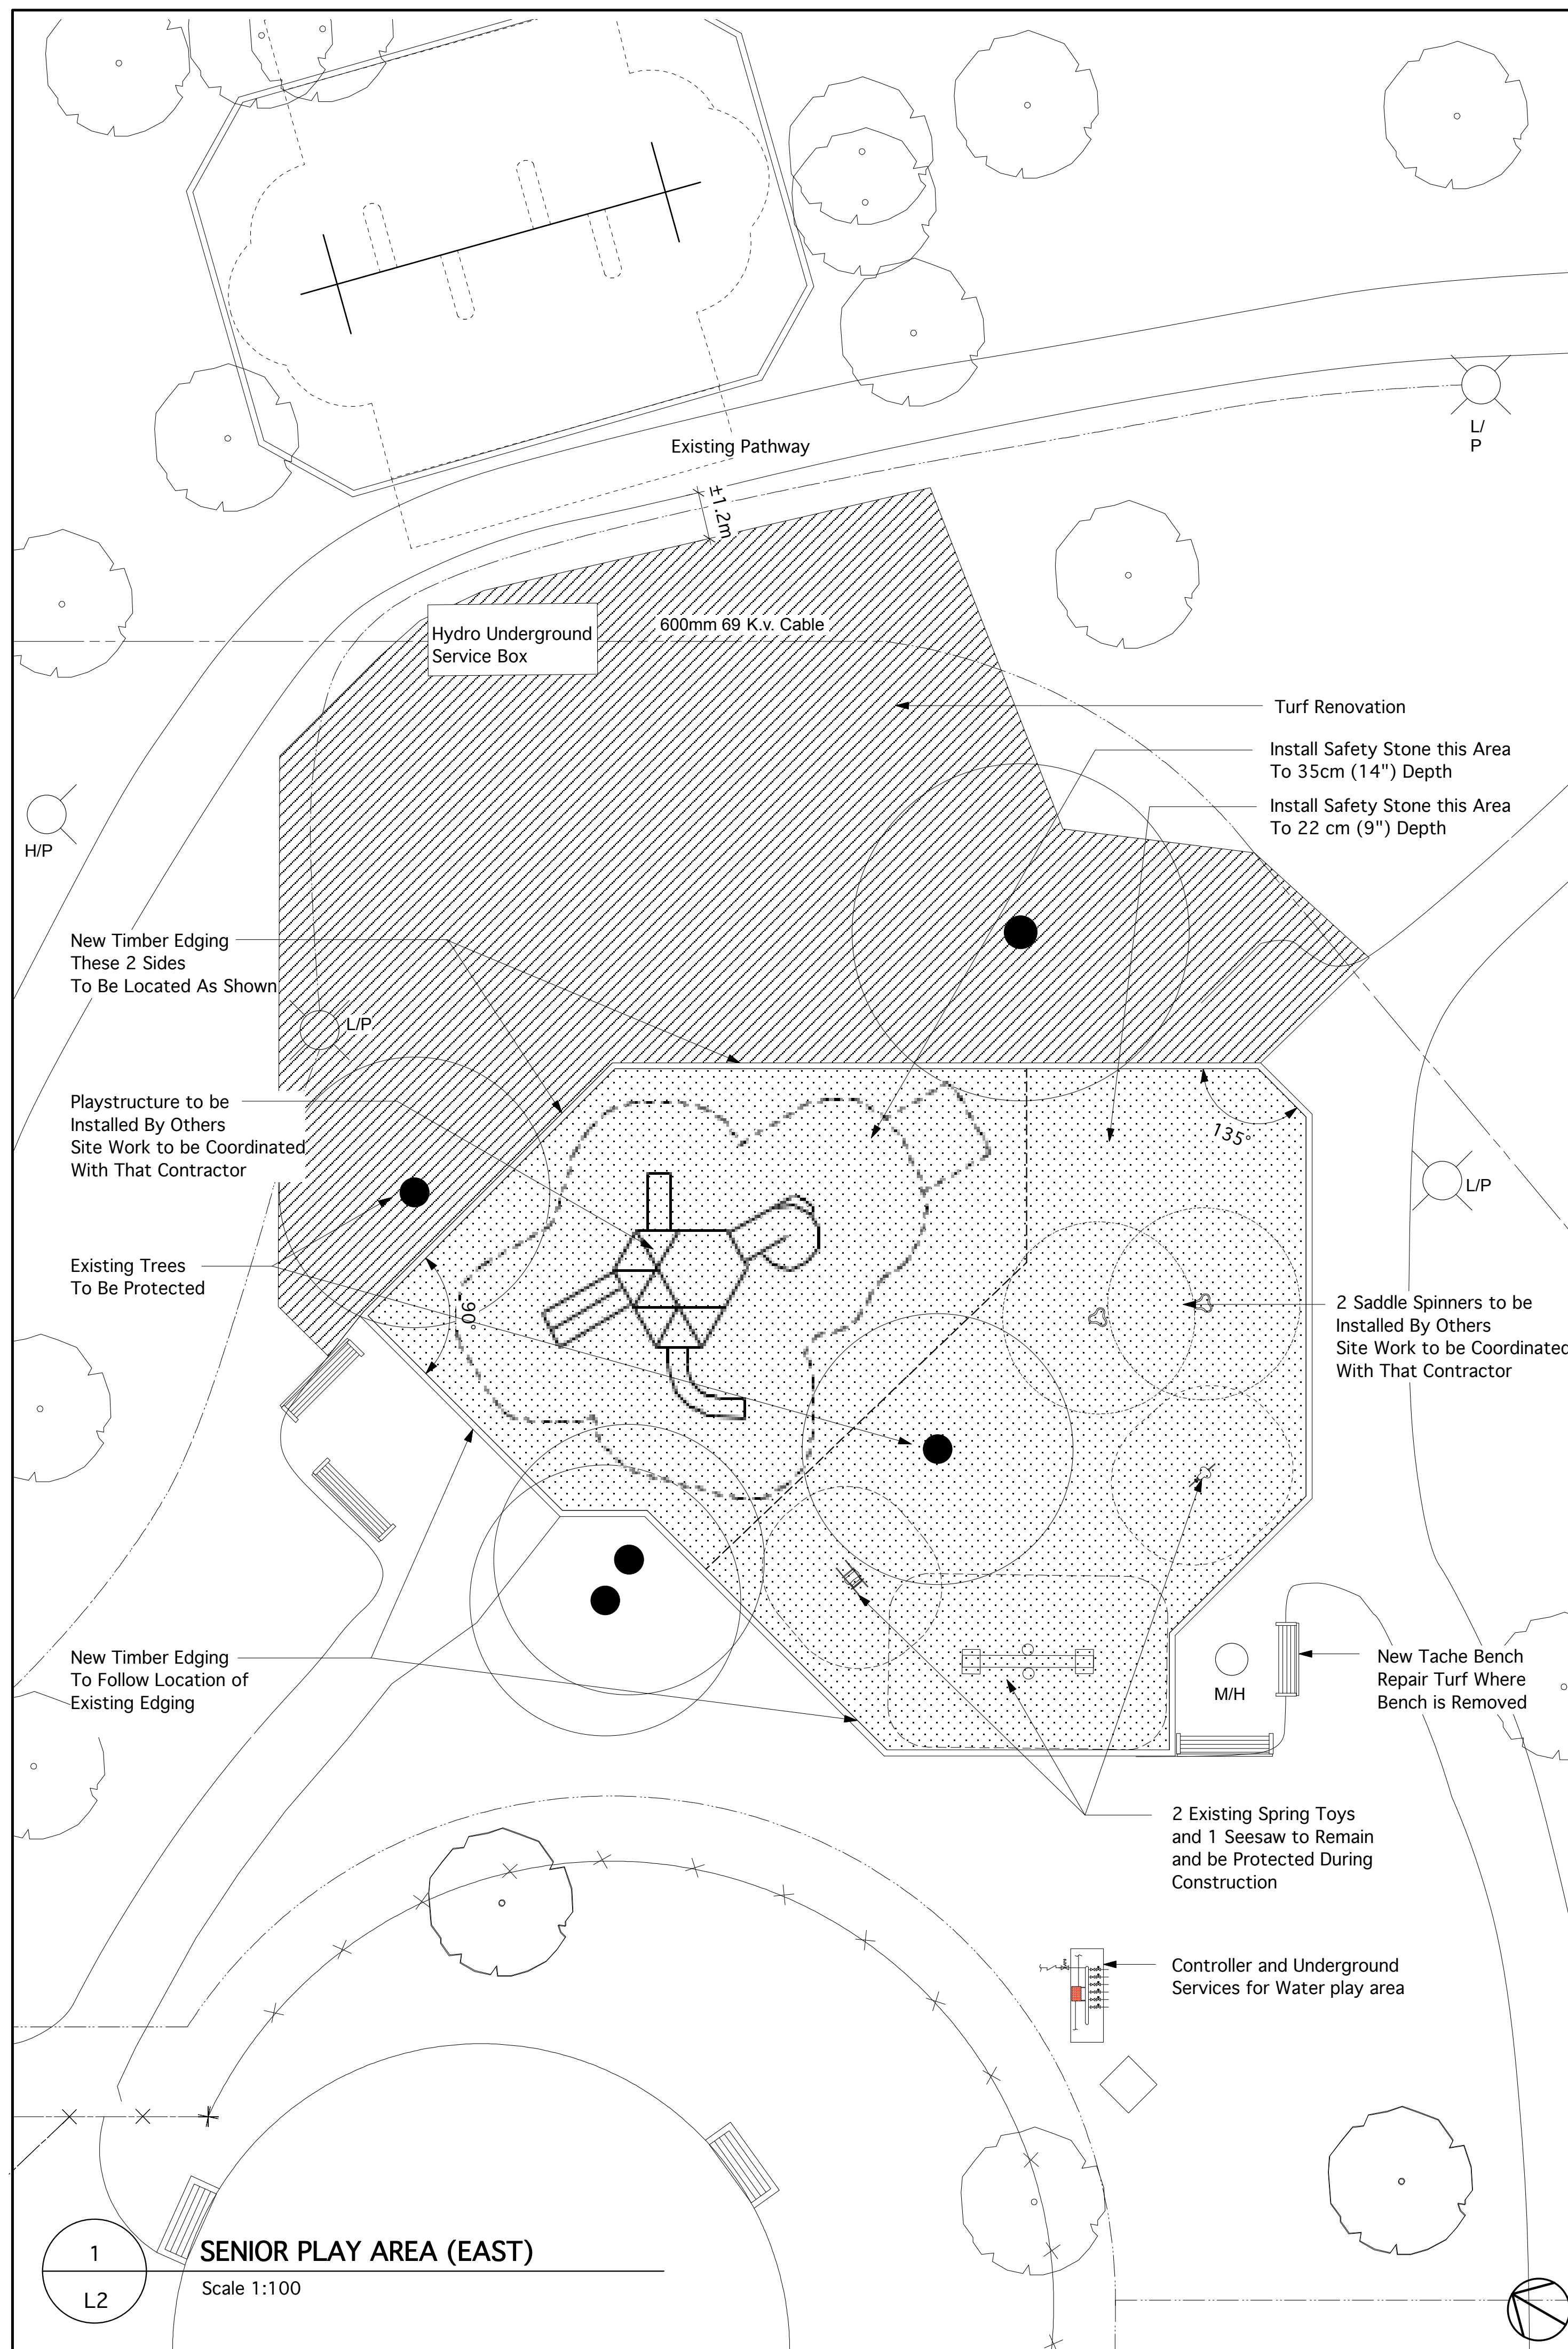 L/
P
Existing Pathway
±1.2m
Hydro Underground
Service Box
600mm 69 K.v. Cable
Turf Renovation
Install Safety Stone this Area
To 35cm (14") Depth
Install Safety Stone this Area
To 22 cm (9") Depth
H/P
New Timber Edging
These 2 Sides
To Be Located As Shown
L/P
Playstructure to be
Installed By Others
Site Work to be Coordinated
With That Contractor
135°
L/P
Existing Trees
To Be Protected
90°
2 Saddle Spinners to be
Installed By Others
Site Work to be Coordinated
With That Contractor
New Timber Edging
To Follow Location of
Existing Edging
M/H
New Tache Bench
Repair Turf Where
Bench is Removed
2 Existing Spring Toys
and 1 Seesaw to Remain
and be Protected During
Construction
Controller and Underground
Services for Water play area
1
L2
SENIOR PLAY AREA (EAST)
Scale 1:100